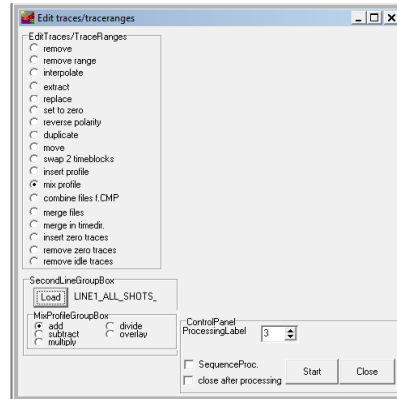 Edit traces/traceranges
EditTraces/TraceRanges
remove
remove range
interpolate
extract
replace
set to zero
reverse polarity
duplicate
move
swap 2 timeblocks
insert profile
mix profile
combine files f.CMP
merge files
merge in timedir.
insert zero traces
remove zero traces
remove idle traces
SecondLineGroupBox
Load LINE1_ALL_SHOTS_
MixProfileGroupBox
add divide
subtract overlay
multiply
ControlPanel
ProcessingLabel 3
SequenceProc.
close after processing
Start Close